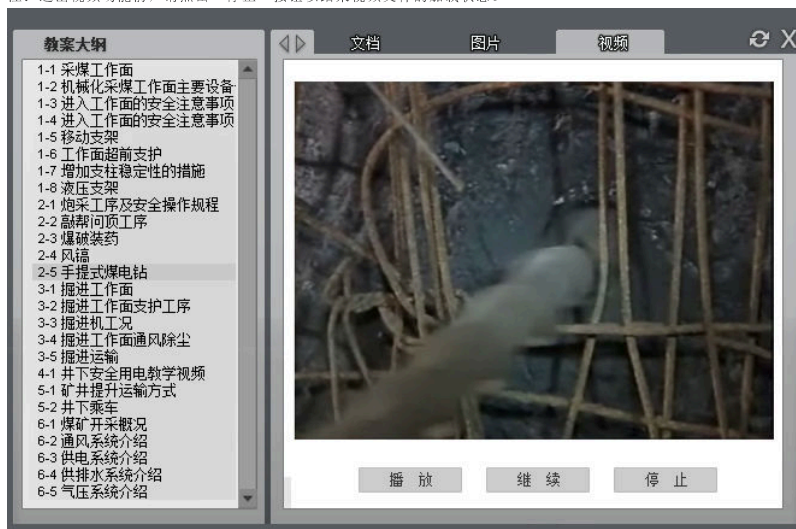 教案大纲
文档
图片
视频
X
1-1 采煤工作面
1-2 机械化采煤工作面主要设备
1-3 进入工作面的安全注意事项
1-4 进入工作面的安全注意事项
1-5 移动支架
1-6 工作面超前支护
1-7 增加支柱稳定性的措施
1-8 液压支架
2-1 炮采工序及安全操作规程
2-2 敲帮问顶工序
2-3 爆破装药
2-4 风镐
2-5 手提式煤电钻
3-1 掘进工作面
3-2 掘进工作面支护工序
3-3 掘进机工况
3-4 掘进工作面通风除尘
3-5 掘进运输
4-1 井下安全用电教学视频
5-1 矿井提升运输方式
5-2 井下乘车
6-1 煤矿开采概况
6-2 通风系统介绍
6-3 供电系统介绍
6-4 供排水系统介绍
6-5 气压系统介绍
播 放
继 续
停 止